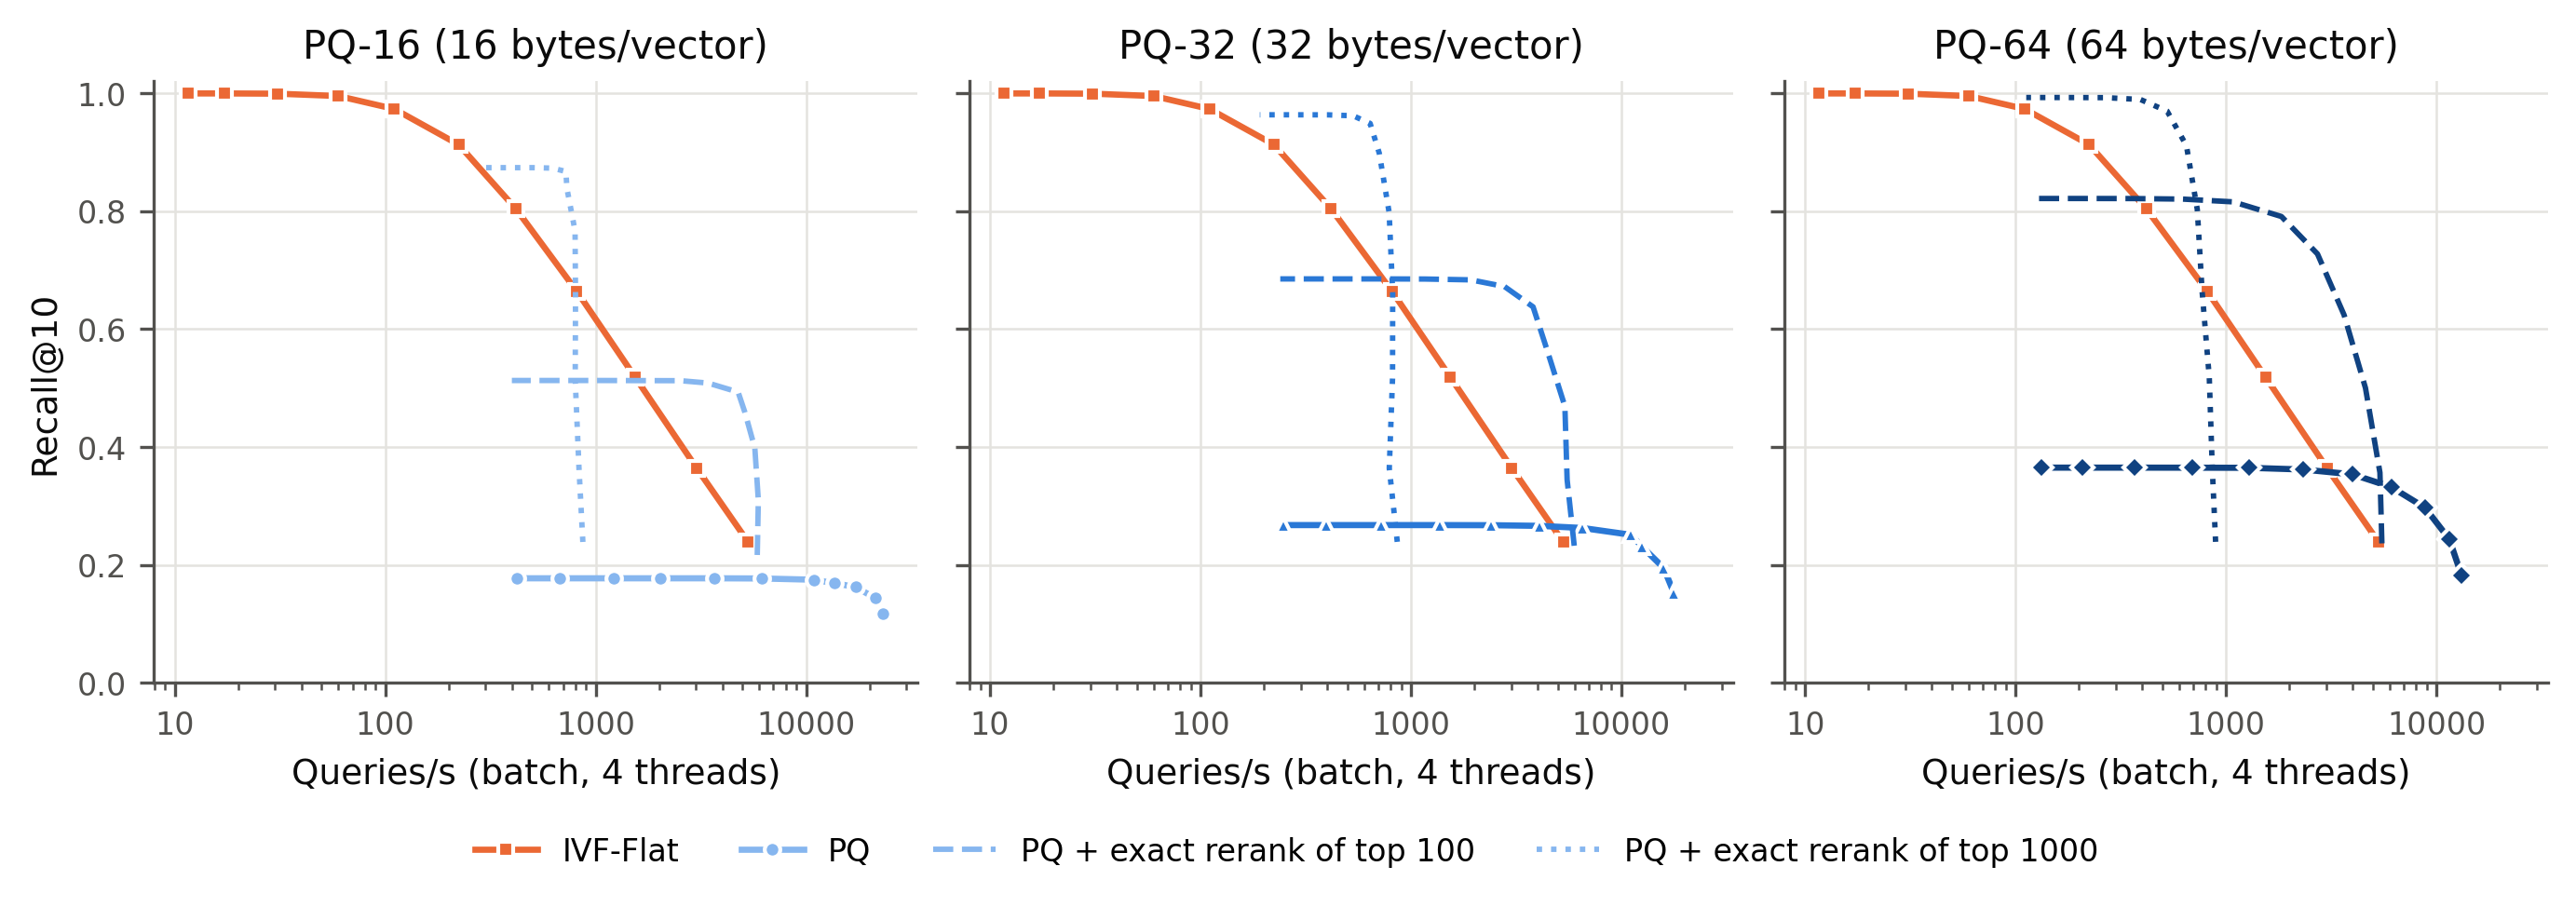 PQ-16 (16 bytes/vector)
PQ-32 (32 bytes/vector)
PQ-64 (64 bytes/vector)
Recall@10
1.0
0.8
0.6
0.4
0.2
0.0
10 100 1000 10000
10 100 1000 10000
10 100 1000 10000
Queries/s (batch, 4 threads)
Queries/s (batch, 4 threads)
Queries/s (batch, 4 threads)
IVF-Flat
PQ
PQ + exact rerank of top 100
PQ + exact rerank of top 1000